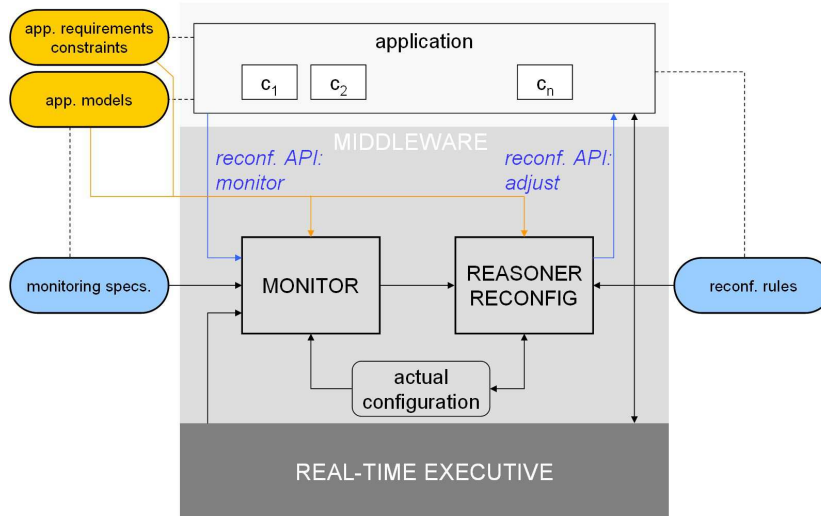 app. requirements
constraints
application
app. models
c1
c2
cn
MIDDLEWARE
reconf. API:
monitor
reconf. API:
adjust
monitoring specs.
MONITOR
REASONER
RECONFIG
reconf. rules
actual
configuration
REAL-TIME EXECUTIVE